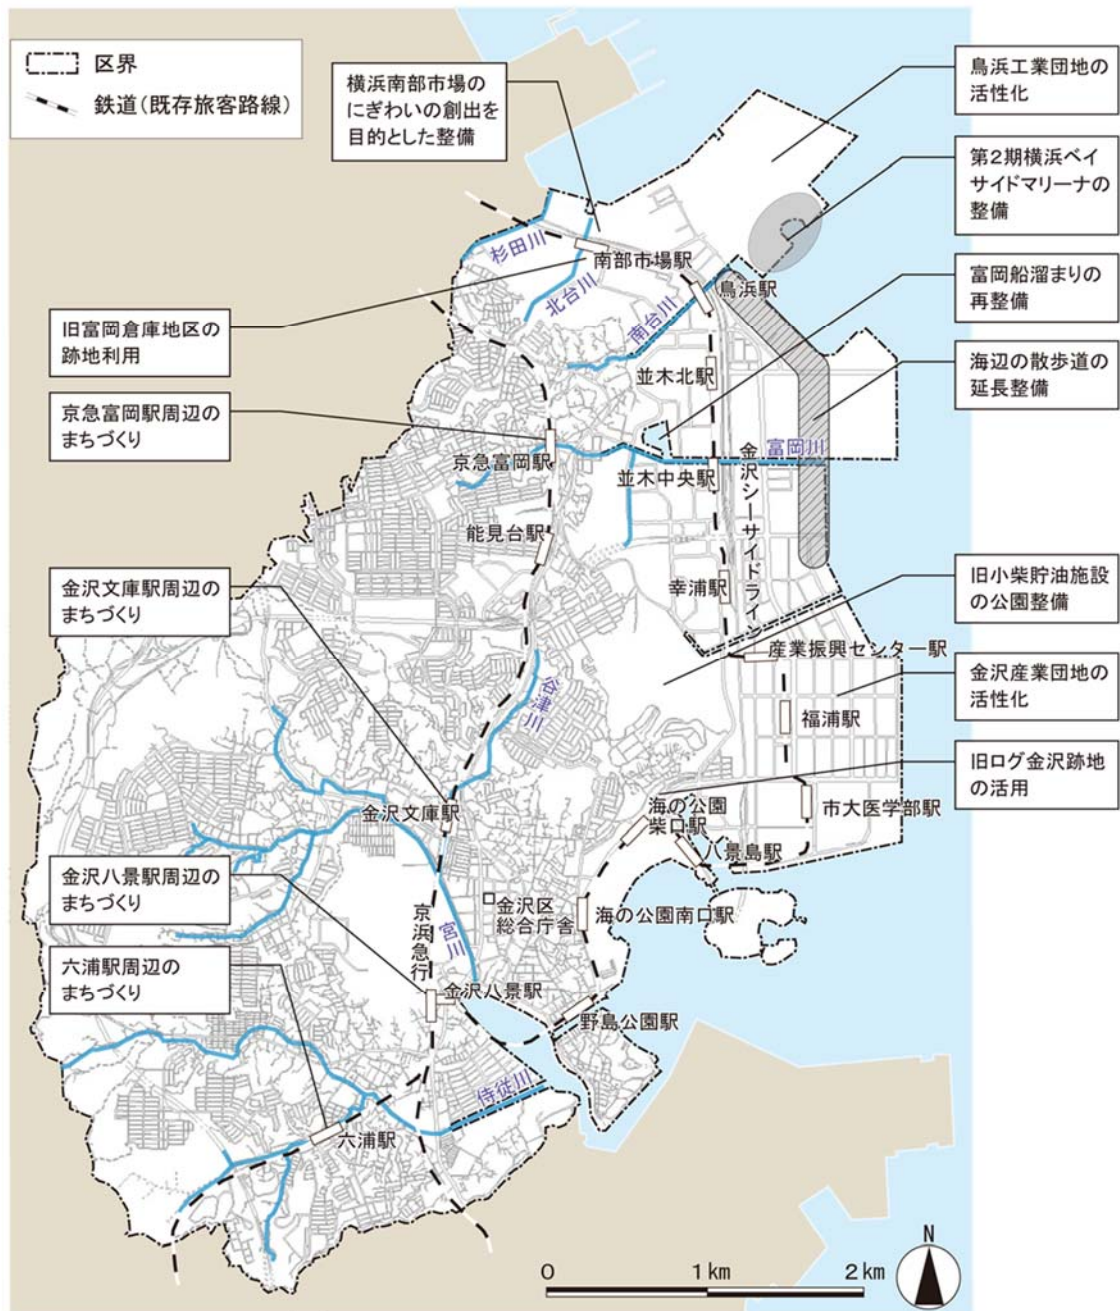 区界
鉄道(既存旅客路線)
横浜南部市場の
にぎわいの創出を
目的とした整備
鳥浜工業団地の
活性化
第2期横浜ベイ
サイドマリーナの
整備
富岡船溜まりの
再整備
海辺の散歩道の
延長整備
旧小柴貯油施設
の公園整備
金沢産業団地の
活性化
旧ログ金沢跡地
の活用
旧富岡倉庫地区の
跡地利用
京急富岡駅周辺の
まちづくり
金沢文庫駅周辺の
まちづくり
金沢八景駅周辺の
まちづくり
六浦駅周辺の
まちづくり
杉田川
北台川
南部市場駅
鳥浜駅
南台川
並木北駅
京急富岡駅
富岡川
並木中央駅
金沢シーサイドライン
能見台駅
幸浦駅
産業振興センター駅
谷津川
福浦駅
金沢文庫駅
海の公園
柴口駅
市大医学部駅
八景島駅
金沢区
総合庁舎
海の公園南口駅
京浜急行
宮川
金沢八景駅
野島公園駅
侍従川
六浦駅
0 1km 2km
N